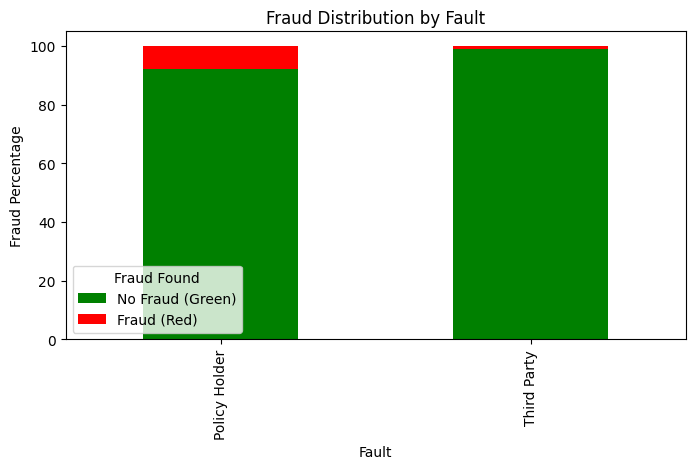 Fraud Distribution by Fault
100
80
60
40
20
0
Fraud Percentage
Fraud Found
No Fraud (Green)
Fraud (Red)
Policy Holder
Third Party
Fault